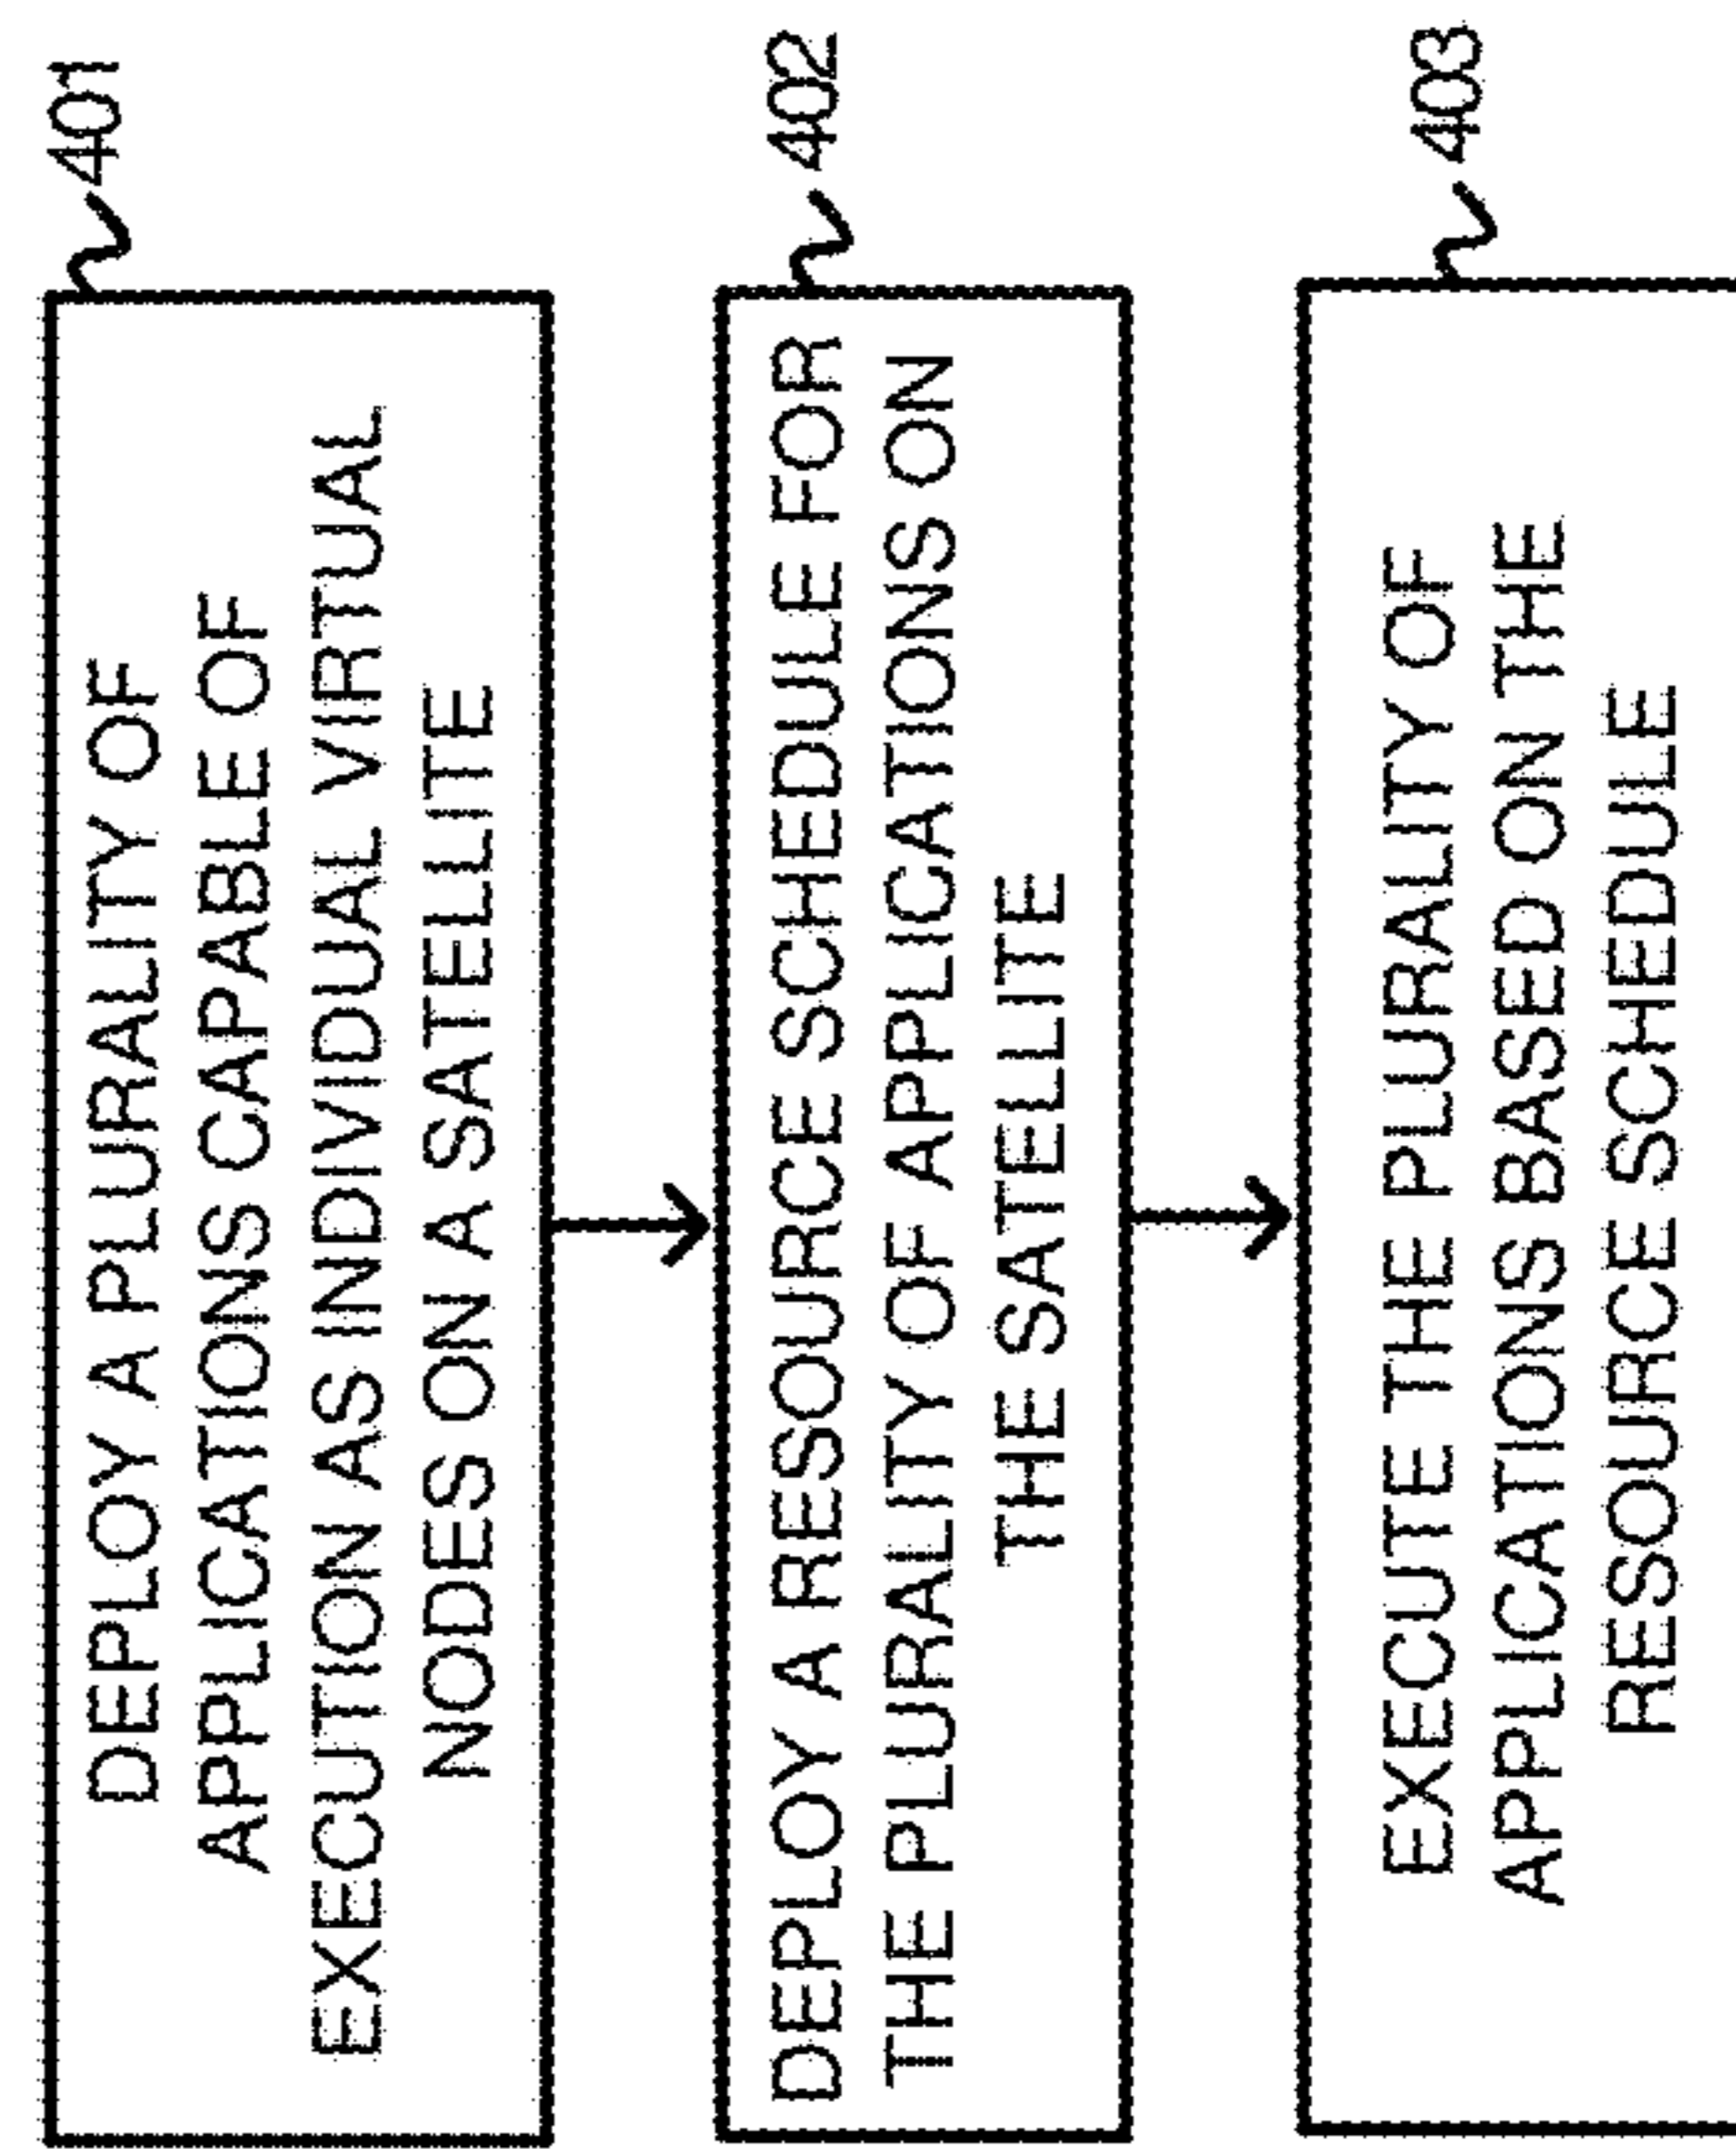 401
DEPLOY A PLURALITY OF
APPLICATIONS CAPABLE OF
EXECUTION AS INDIVIDUAL VIRTUAL
NODES ON A SATELLITE
402
DEPLOY A RESOURCE SCHEDULE FOR
THE PLURALITY OF APPLICATIONS ON
THE SATELLITE
403
EXECUTE THE PLURALITY OF
APPLICATIONS BASED ON THE
RESOURCE SCHEDULE